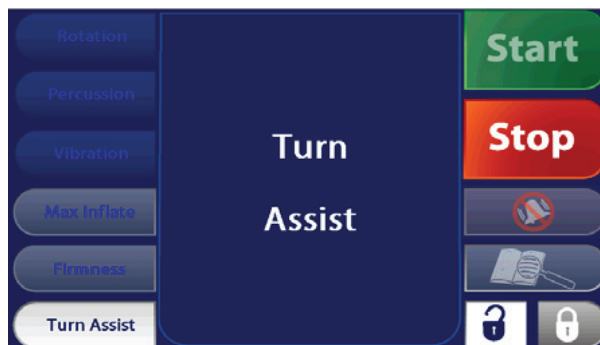 Rotation
Percussion
Vibration
Max Inflate
Firmness
Turn Assist
Turn
Assist
Start
Stop